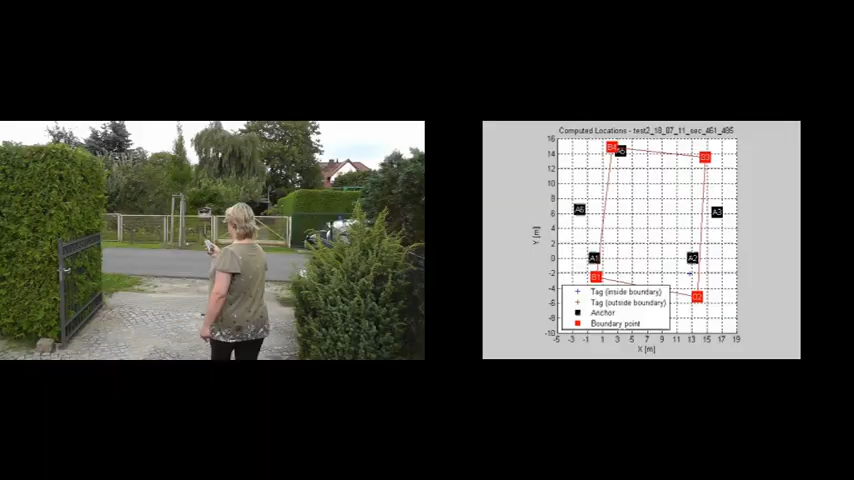 Computed Locations - test2_18_07_11_sec_461_485
16
14
12
10
8
6
4
2
0
-2
-4
-6
-8
-10
Y [m]
B4
A5
B3
A6
A3
A1
A2
B1
B2
Tag (inside boundary)
Tag (outside boundary)
Anchor
Boundary point
-5 -3 -1 1 3 5 7 9 11 13 15 17 19
X [m]